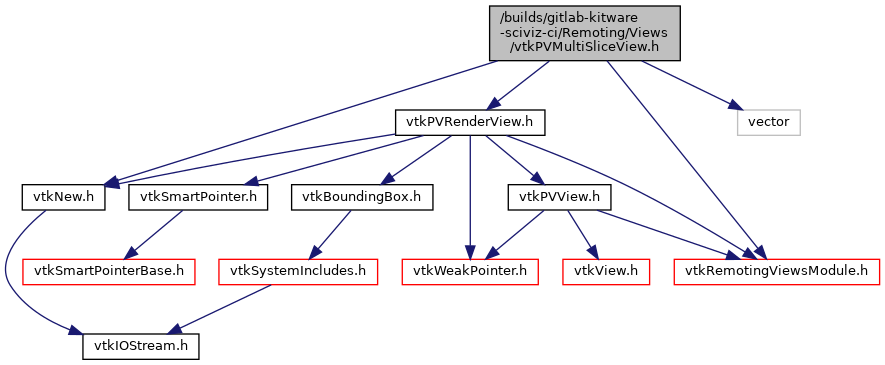 /builds/gitlab-kitware
-sciviz-ci/Remoting/Views
/vtkPVMultiSliceView.h
vtkPVRenderView.h
vector
vtkNew.h
vtkSmartPointer.h
vtkBoundingBox.h
vtkPVView.h
vtkSmartPointerBase.h
vtkSystemIncludes.h
vtkWeakPointer.h
vtkView.h
vtkRemotingViewsModule.h
vtkIOStream.h